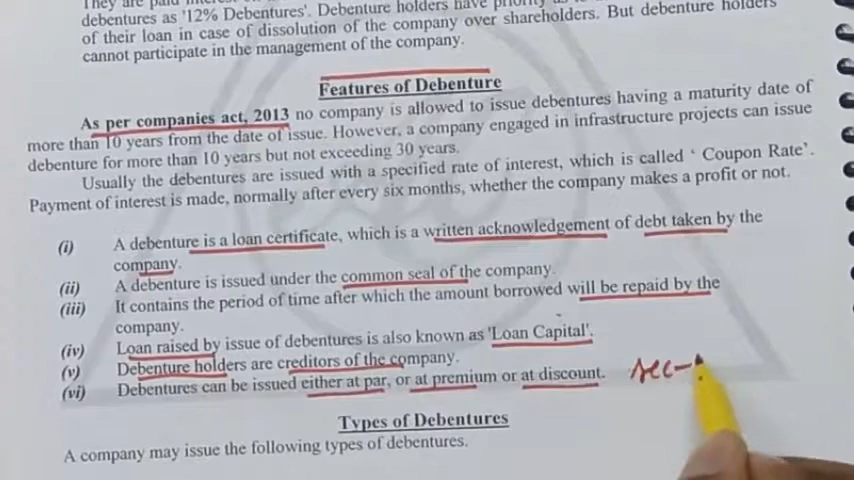 They are paid interest on
debentures as '12% Debentures'. Debenture holders have priority as
of their loan in case of dissolution of the company over shareholders. But debenture holders
cannot participate in the management of the company.
Features of Debenture
As per companies act, 2013 no company is allowed to issue debentures having a maturity date of
more than 10 years from the date of issue. However, a company engaged in infrastructure projects can issue
debenture for more than 10 years but not exceeding 30 years.
Usually the debentures are issued with a specified rate of interest, which is called ‘ Coupon Rate’.
Payment of interest is made, normally after every six months, whether the company makes a profit or not.
(i) A debenture is a loan certificate, which is a written acknowledgement of debt taken by the
company.
(ii) A debenture is issued under the common seal of the company.
(iii) It contains the period of time after which the amount borrowed will be repaid by the
company.
(iv) Loan raised by issue of debentures is also known as 'Loan Capital'.
(v) Debenture holders are creditors of the company.
(vi) Debentures can be issued either at par, or at premium or at discount. sec-
Types of Debentures
A company may issue the following types of debentures.